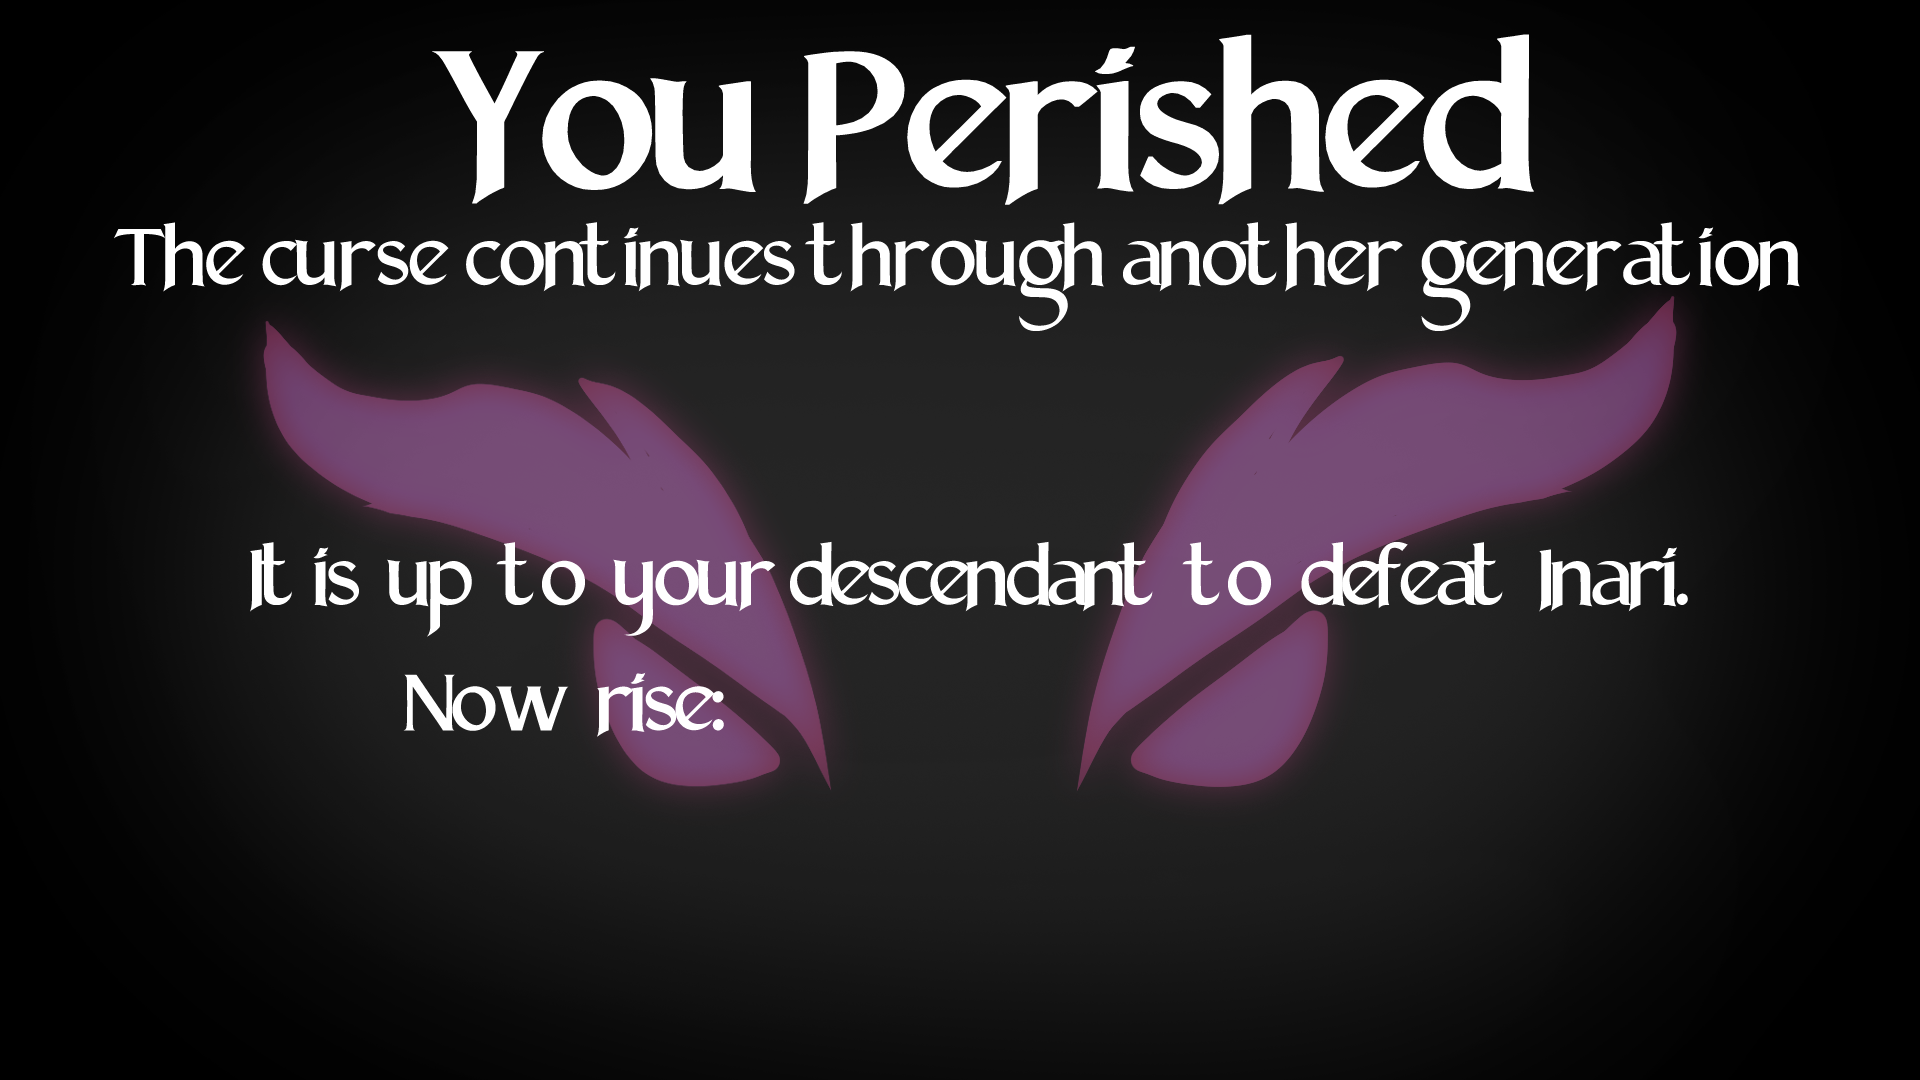 You Perished
The curse continues through another generation
It is up to your descendant to defeat Inari.
Now rise: